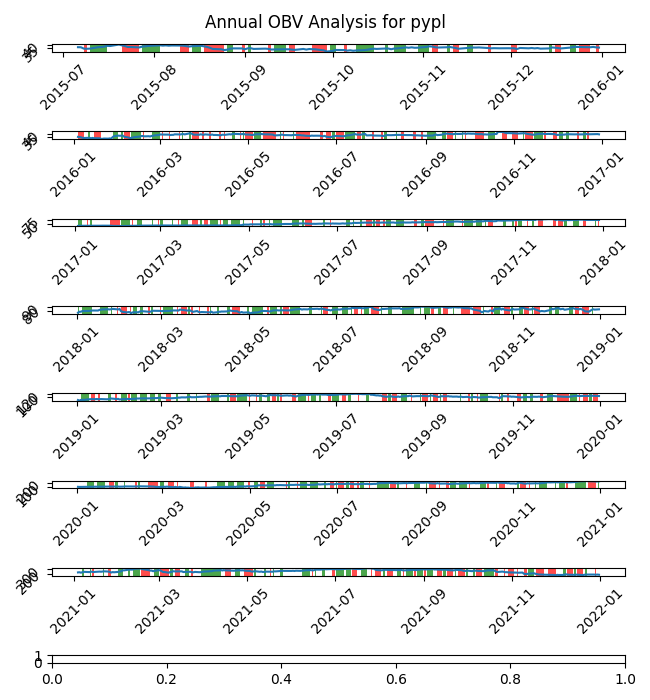 Annual OBV Analysis for pypl
2015-07 2015-08 2015-09 2015-10 2015-11 2015-12 2016-01
2016-01 2016-03 2016-05 2016-07 2016-09 2016-11 2017-01
2017-01 2017-03 2017-05 2017-07 2017-09 2017-11 2018-01
2018-01 2018-03 2018-05 2018-07 2018-09 2018-11 2019-01
2019-01 2019-03 2019-05 2019-07 2019-09 2019-11 2020-01
2020-01 2020-03 2020-05 2020-07 2020-09 2020-11 2021-01
2021-01 2021-03 2021-05 2021-07 2021-09 2021-11 2022-01
1
0
0.0 0.2 0.4 0.6 0.8 1.0